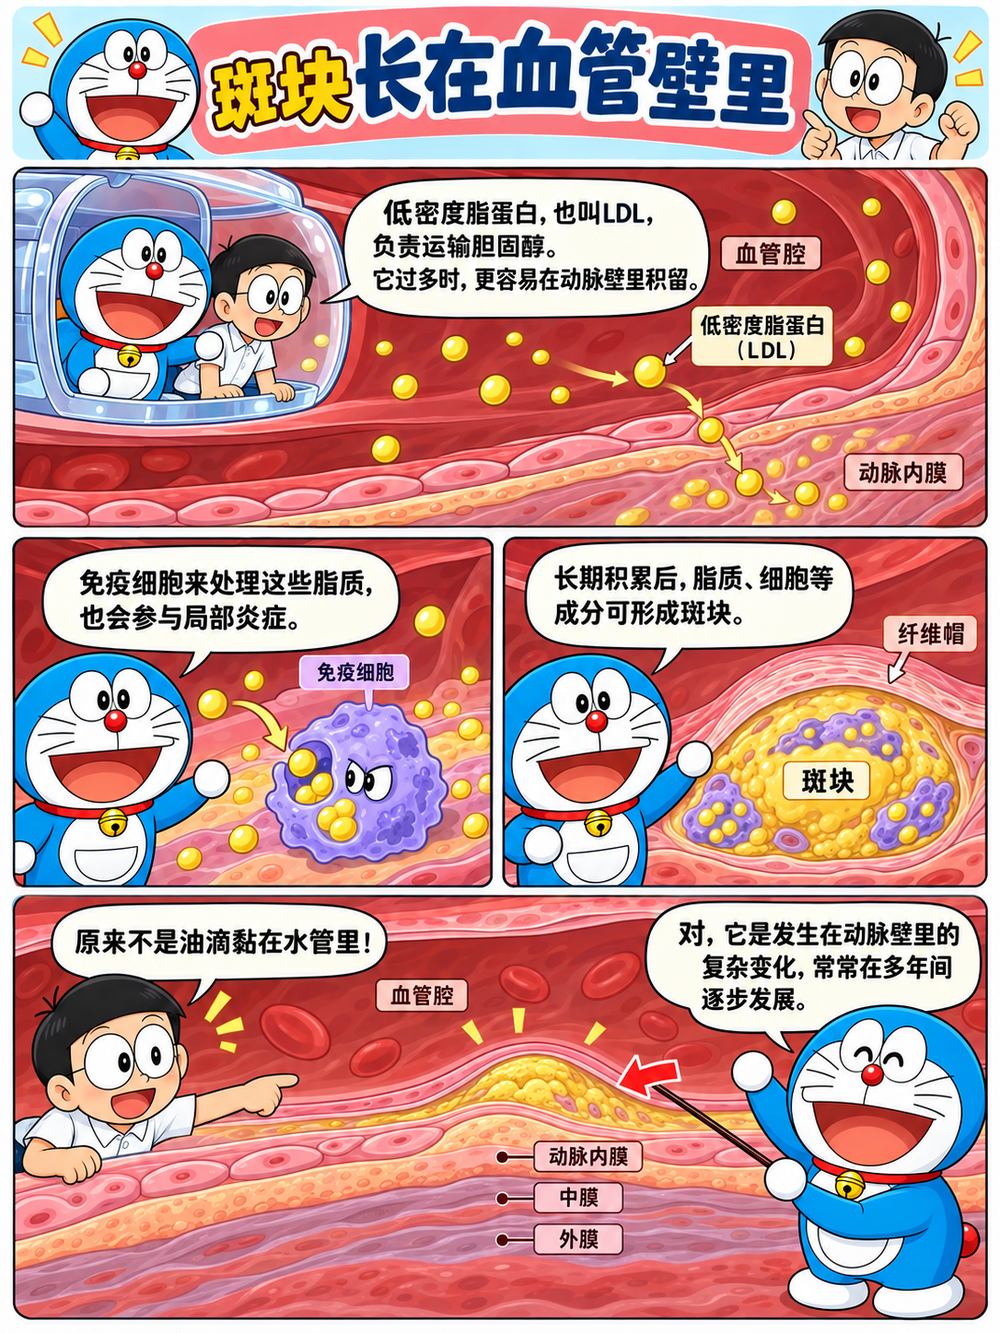 斑块长在血管壁里
低密度脂蛋白，也叫LDL，
负责运输胆固醇。
它过多时，更容易在动脉壁里积留。
血管腔
低密度脂蛋白
（LDL）
动脉内膜
免疫细胞来处理这些脂质，
也会参与局部炎症。
免疫细胞
长期积累后，脂质、细胞等
成分可形成斑块。
纤维帽
斑块
原来不是油滴黏在水管里！
血管腔
对，它是发生在动脉壁里的
复杂变化，常常在多年间
逐步发展。
动脉内膜
中膜
外膜